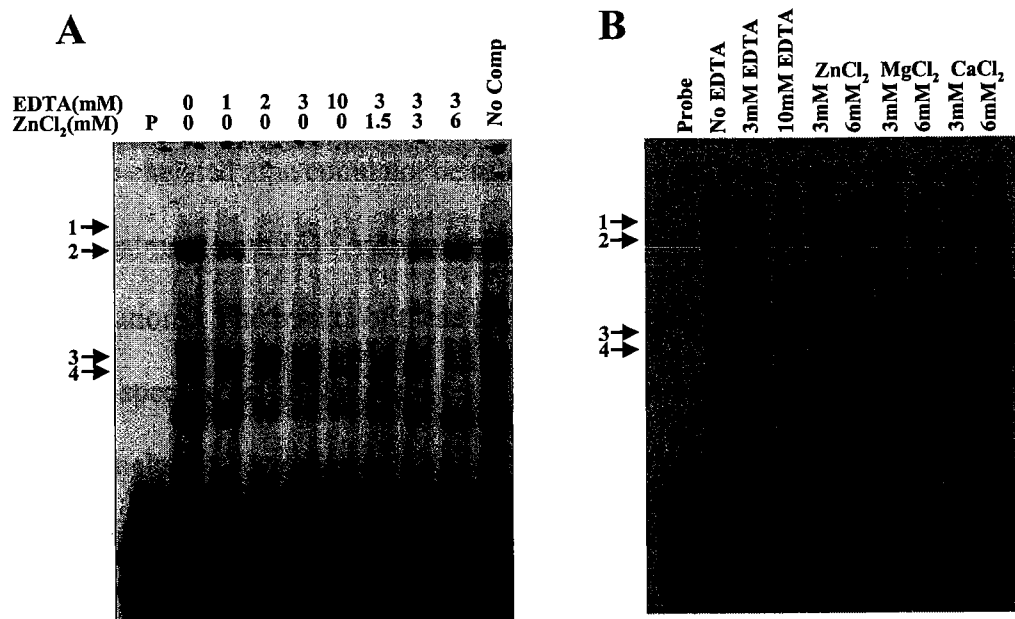 A
EDTA(mM) 0 1 2 3 10 3 3 3 No Comp
ZnCl₂(mM) P 0 0 0 0 0 1.5 3 6
1
2
3
4
B
Probe
No EDTA
3mM EDTA
10mM EDTA
ZnCl₂ MgCl₂ CaCl₂
3mM 6mM 3mM 6mM 3mM 6mM
1
2
3
4